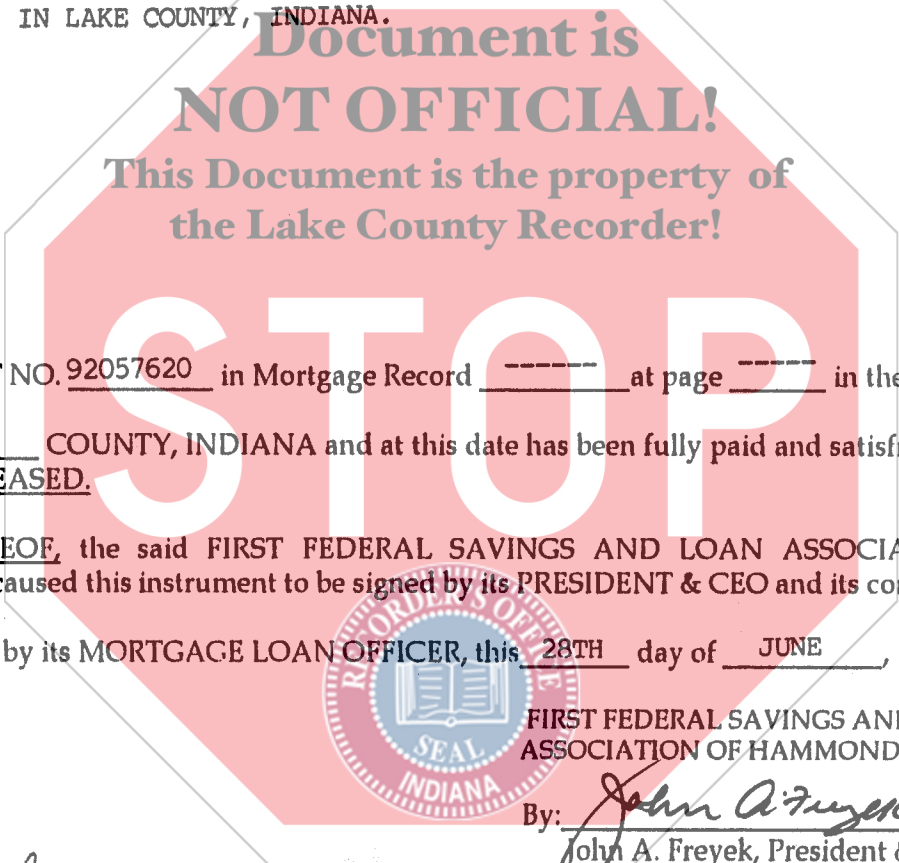 IN LAKE COUNTY, INDIANA.
Document is
NOT OFFICIAL!
This Document is the property of
the Lake County Recorder!
STOP
NO. 92057620 in Mortgage Record ------ at page ----- in the
COUNTY, INDIANA and at this date has been fully paid and satisf
EASED.
EOF, the said FIRST FEDERAL SAVINGS AND LOAN ASSOCIA
caused this instrument to be signed by its PRESIDENT & CEO and its co
by its MORTGAGE LOAN OFFICER, this 28TH day of JUNE ,
RECORDER'S OFFICE
SEAL
INDIANA
FIRST FEDERAL SAVINGS AN
ASSOCIATION OF HAMMOND
By: John A. Freyek
John A. Freyek, President &